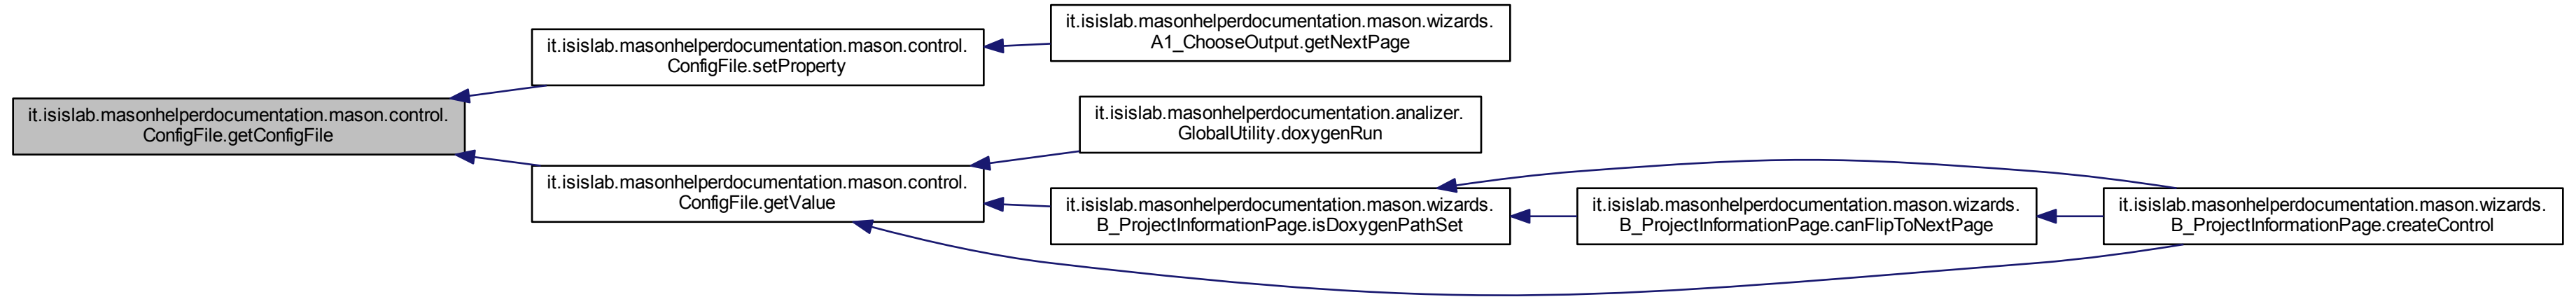 it.isislab.masonhelperdocumentation.mason.control.
ConfigFile.getConfigFile
it.isislab.masonhelperdocumentation.mason.control.
ConfigFile.setProperty
it.isislab.masonhelperdocumentation.mason.wizards.
A1_ChooseOutput.getNextPage
it.isislab.masonhelperdocumentation.mason.control.
ConfigFile.getValue
it.isislab.masonhelperdocumentation.analizer.
GlobalUtility.doxygenRun
it.isislab.masonhelperdocumentation.mason.wizards.
B_ProjectInformationPage.isDoxygenPathSet
it.isislab.masonhelperdocumentation.mason.wizards.
B_ProjectInformationPage.canFlipToNextPage
it.isislab.masonhelperdocumentation.mason.wizards.
B_ProjectInformationPage.createControl